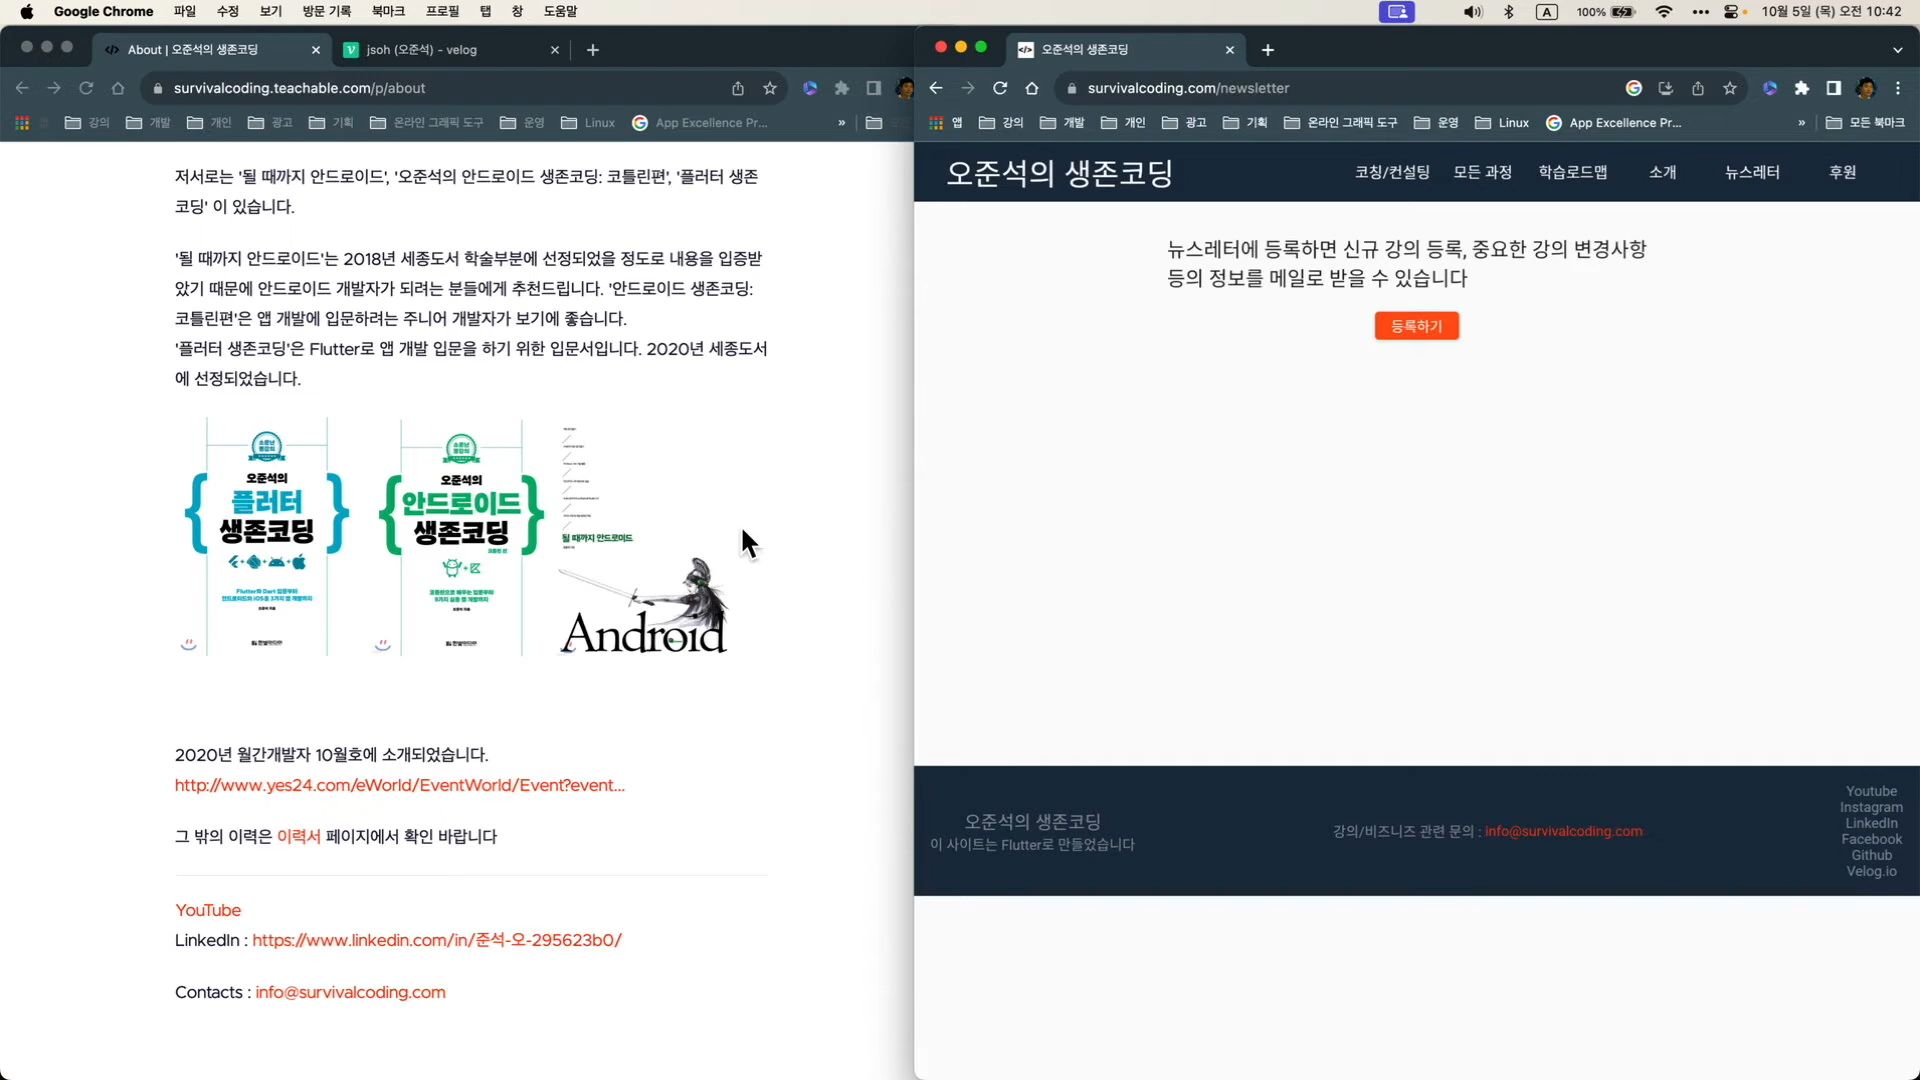 Google Chrome 파일 수정 보기 방문 기록 북마크 프로필 탭 창 도움말
A 100% 10월 5일 (목) 오전 10:42
About | 오준석의 생존코딩
jsoh (오준석) - velog
survivalcoding.teachable.com/p/about
강의 개발 개인 광고 기획 온라인 그래픽 도구 운영 Linux App Excellence Pr... »
저서로는 '될 때까지 안드로이드', '오준석의 안드로이드 생존코딩: 코틀린편', '플러터 생존
코딩' 이 있습니다.
'될 때까지 안드로이드'는 2018년 세종도서 학술부분에 선정되었을 정도로 내용을 입증받
았기 때문에 안드로이드 개발자가 되려는 분들에게 추천드립니다. '안드로이드 생존코딩:
코틀린편'은 앱 개발에 입문하려는 주니어 개발자가 보기에 좋습니다.
'플러터 생존코딩'은 Flutter로 앱 개발 입문을 하기 위한 입문서입니다. 2020년 세종도서
에 선정되었습니다.
오준석의
플러터
생존코딩
오준석의
안드로이드
생존코딩
될 때까지 안드로이드
Android
2020년 월간개발자 10월호에 소개되었습니다.
http://www.yes24.com/eWorld/EventWorld/Event?event...
그 밖의 이력은 이력서 페이지에서 확인 바랍니다
YouTube
LinkedIn : https://www.linkedin.com/in/준석-오-295623b0/
Contacts : info@survivalcoding.com
오준석의 생존코딩
survivalcoding.com/newsletter
앱 강의 개발 개인 광고 기획 온라인 그래픽 도구 운영 Linux App Excellence Pr... » 모든 북마크
오준석의 생존코딩 코칭/컨설팅 모든 과정 학습로드맵 소개 뉴스레터 후원
뉴스레터에 등록하면 신규 강의 등록, 중요한 강의 변경사항
등의 정보를 메일로 받을 수 있습니다
등록하기
오준석의 생존코딩
이 사이트는 Flutter로 만들었습니다
강의/비즈니스 관련 문의 : info@survivalcoding.com
Youtube
Instagram
LinkedIn
Facebook
Github
Velog.io